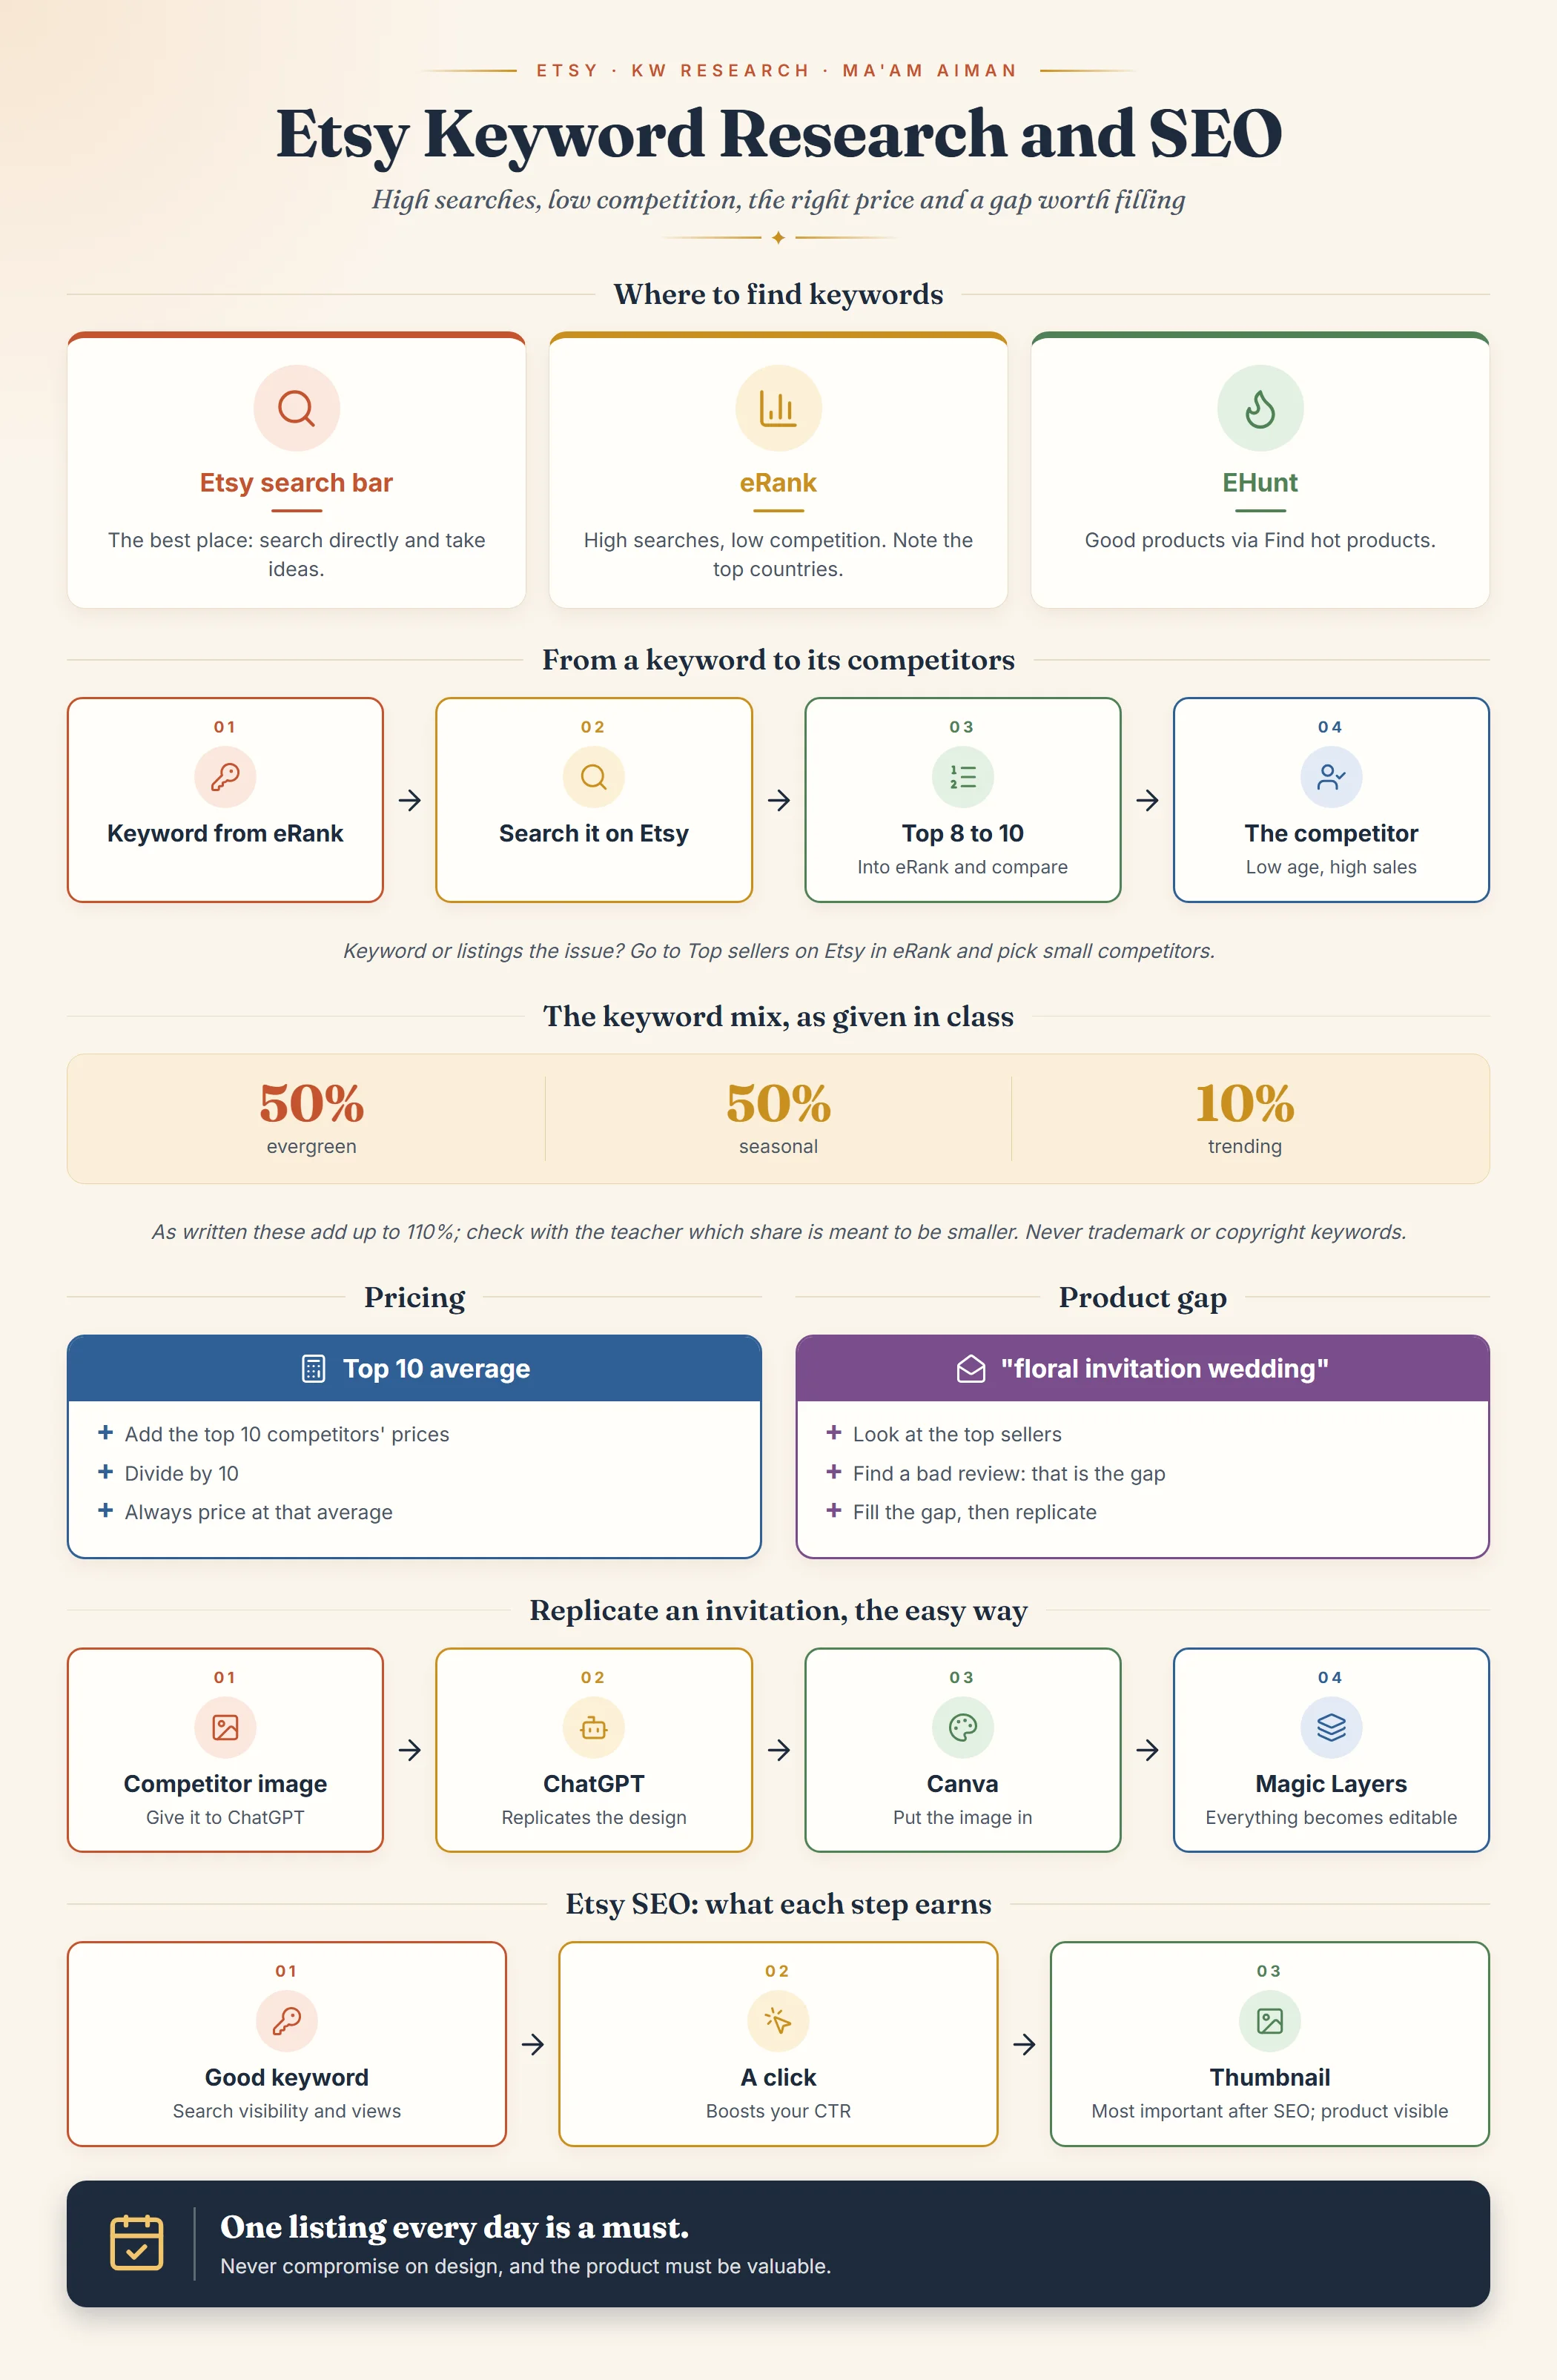 ETSY · KW RESEARCH · MA'AM AIMAN
Etsy Keyword Research and SEO
High searches, low competition, the right price and a gap worth filling
Where to find keywords
Etsy search bar
The best place: search directly and take
ideas.
eRank
High searches, low competition. Note the
top countries.
EHunt
Good products via Find hot products.
From a keyword to its competitors
01
Keyword from eRank
02
Search it on Etsy
03
Top 8 to 10
Into eRank and compare
04
The competitor
Low age, high sales
Keyword or listings the issue? Go to Top sellers on Etsy in eRank and pick small competitors.
The keyword mix, as given in class
50%
evergreen
50%
seasonal
10%
trending
As written these add up to 110%; check with the teacher which share is meant to be smaller. Never trademark or copyright keywords.
Pricing
Top 10 average
Add the top 10 competitors' prices
Divide by 10
Always price at that average
Product gap
"floral invitation wedding"
Look at the top sellers
Find a bad review: that is the gap
Fill the gap, then replicate
Replicate an invitation, the easy way
01
Competitor image
Give it to ChatGPT
02
ChatGPT
Replicates the design
03
Canva
Put the image in
04
Magic Layers
Everything becomes editable
Etsy SEO: what each step earns
01
Good keyword
Search visibility and views
02
A click
Boosts your CTR
03
Thumbnail
Most important after SEO; product visible
One listing every day is a must.
Never compromise on design, and the product must be valuable.